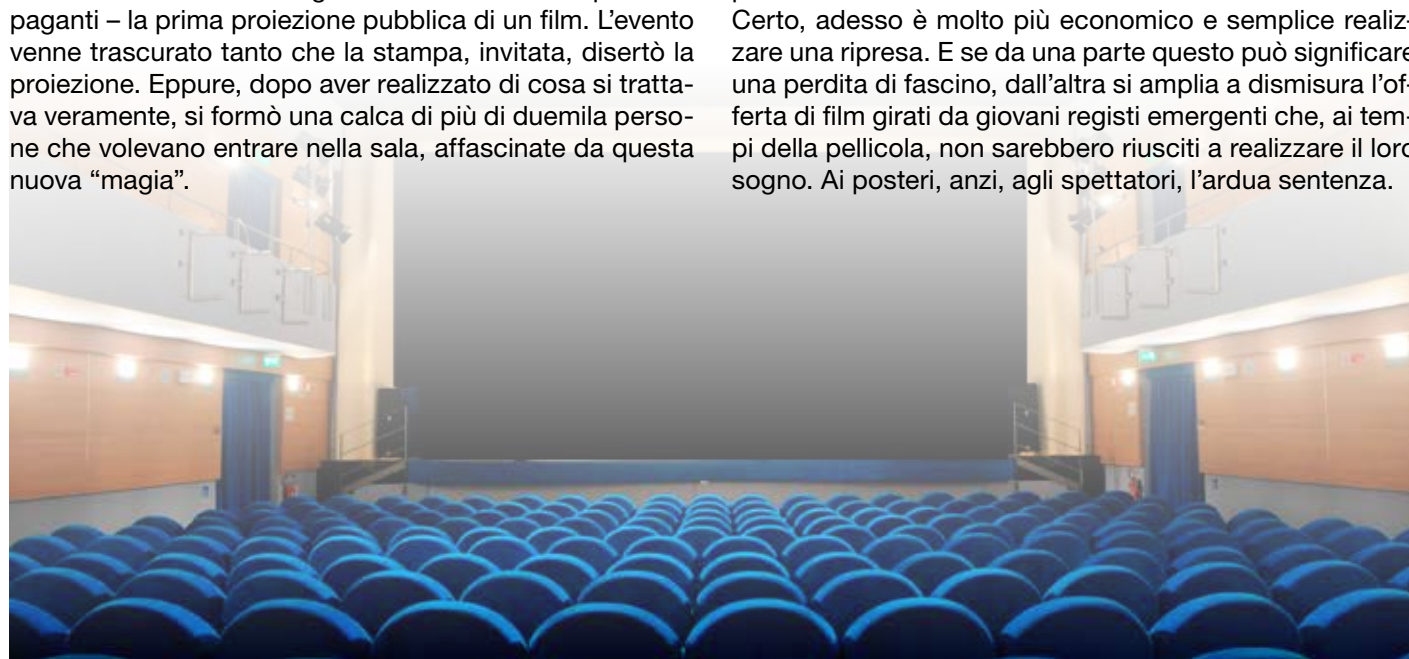 paganti – la prima proiezione pubblica di un film. L’evento
venne trascurato tanto che la stampa, invitata, disertò la
proiezione. Eppure, dopo aver realizzato di cosa si tratta-
va veramente, si formò una calca di più di duemila perso-
ne che volevano entrare nella sala, affascinate da questa
nuova “magia”.
Certo, adesso è molto più economico e semplice realiz-
zare una ripresa. E se da una parte questo può significare
una perdita di fascino, dall’altra si amplia a dismisura l’of-
ferta di film girati da giovani registi emergenti che, ai tem-
pi della pellicola, non sarebbero riusciti a realizzare il loro
sogno. Ai posteri, anzi, agli spettatori, l’ardua sentenza.